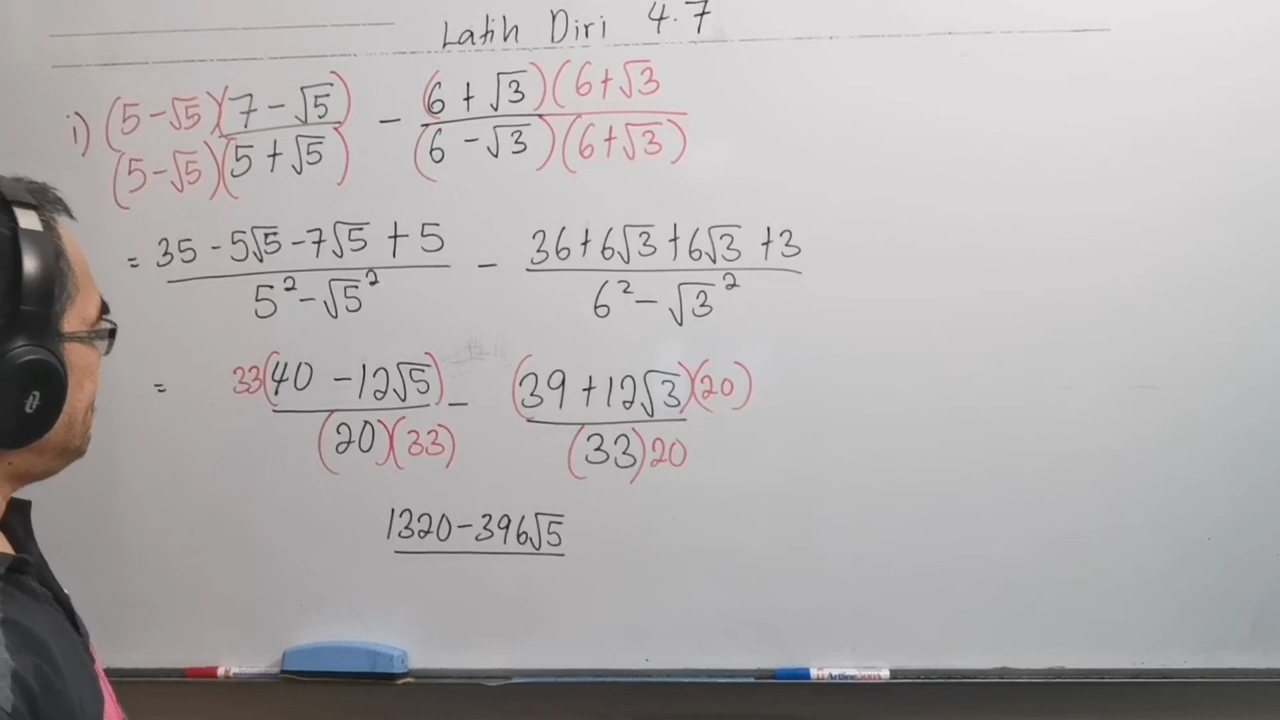 Latih Diri 4.7
i) (5-√5)(7-√5) - (6+√3)(6+√3
(5-√5)(5+√5) (6-√3)(6+√3)
= 35-5√5-7√5+5 - 36+6√3+6√3+3
5²-√5² 6²-√3²
= 33(40-12√5) - (39+12√3)(20)
(20)(33) (33)20
1320-396√5